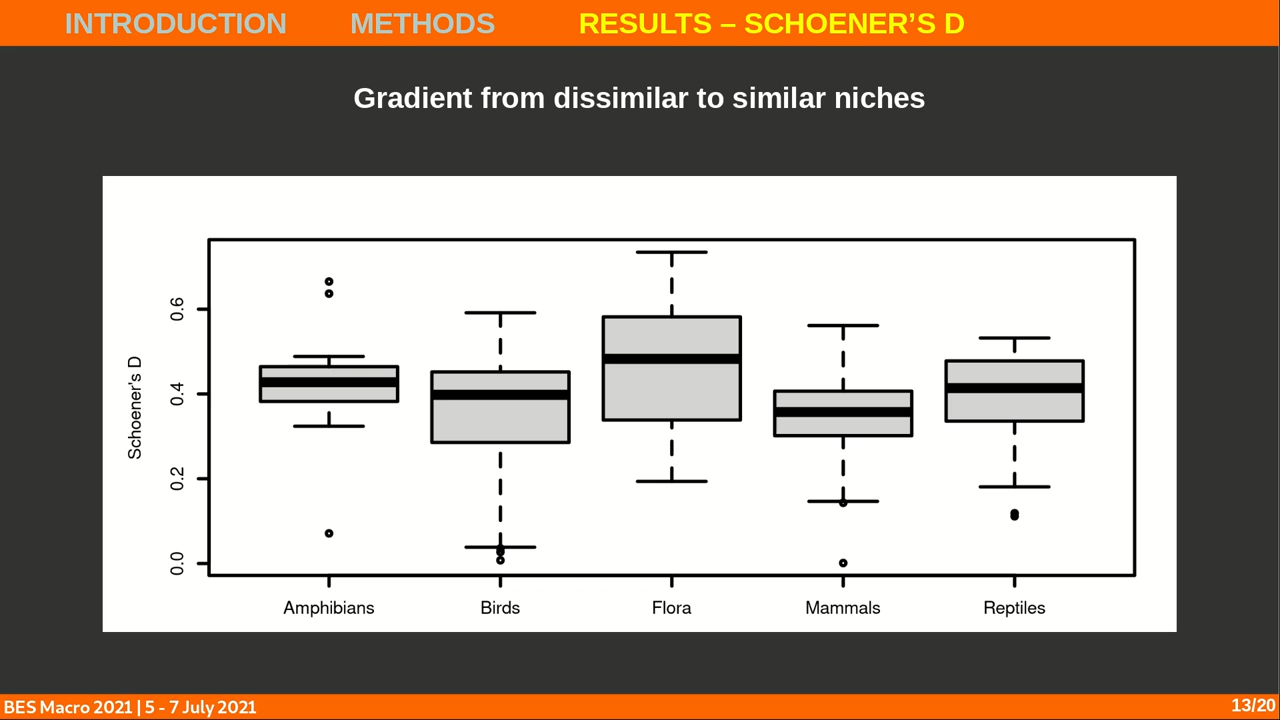 INTRODUCTION METHODS RESULTS – SCHOENER’S D
Gradient from dissimilar to similar niches
Schoener's D
0.6
0.4
0.2
0.0
Amphibians Birds Flora Mammals Reptiles
BES Macro 2021 | 5 - 7 July 2021 13/20